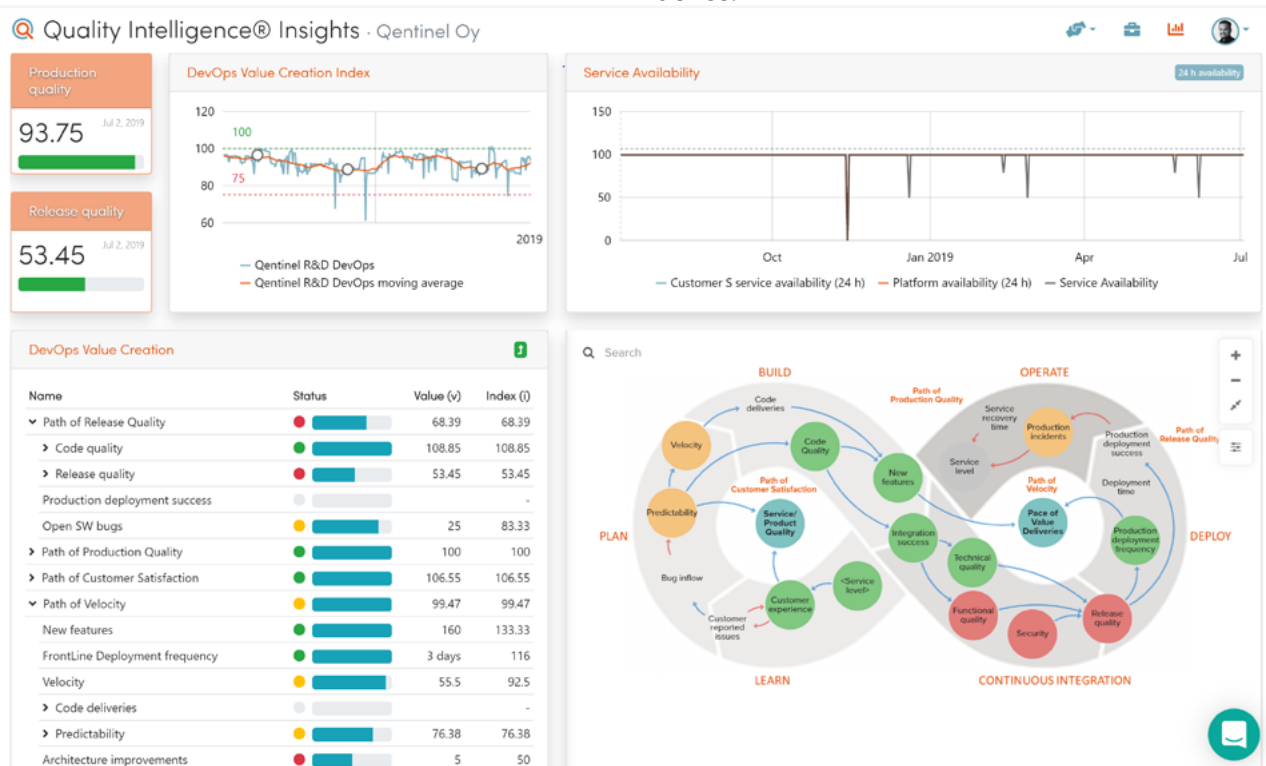 Quality Intelligence® Insights · Qentinel Oy
Production
quality
93.75
Jul 2, 2019
Release quality
53.45
Jul 2, 2019
DevOps Value Creation Index
120
100
80
60
100
75
2019
Qentinel R&D DevOps
Qentinel R&D DevOps moving average
Service Availability
24 h availability
150
100
50
0
Oct
Jan 2019
Apr
Jul
Customer S service availability (24 h)
Platform availability (24 h)
Service Availability
DevOps Value Creation
Name Status Value (v) Index (i)
Path of Release Quality 68.39 68.39
Code quality 108.85 108.85
Release quality 53.45 53.45
Production deployment success -
Open SW bugs 25 83.33
Path of Production Quality 100 100
Path of Customer Satisfaction 106.55 106.55
Path of Velocity 99.47 99.47
New features 160 133.33
FrontLine Deployment frequency 3 days 116
Velocity 55.5 92.5
Code deliveries -
Predictability 76.38 76.38
Architecture improvements 5 50
Search
BUILD
OPERATE
PLAN
DEPLOY
LEARN
CONTINUOUS INTEGRATION
Code
deliveries
Velocity
Code
Quality
Predictability
Path of
Customer Satisfaction
Service/
Product
Quality
Bug inflow
Customer
reported
issues
Customer
experience
<Service
level>
New
features
Integration
success
Path of
Production Quality
Service
recovery
time
Production
incidents
Service
level
Production
deployment
success
Path of
Release Quality
Deployment
time
Path of
Velocity
Pace of
Value
Deliveries
Production
deployment
frequency
Technical
quality
Functional
quality
Security
Release
quality